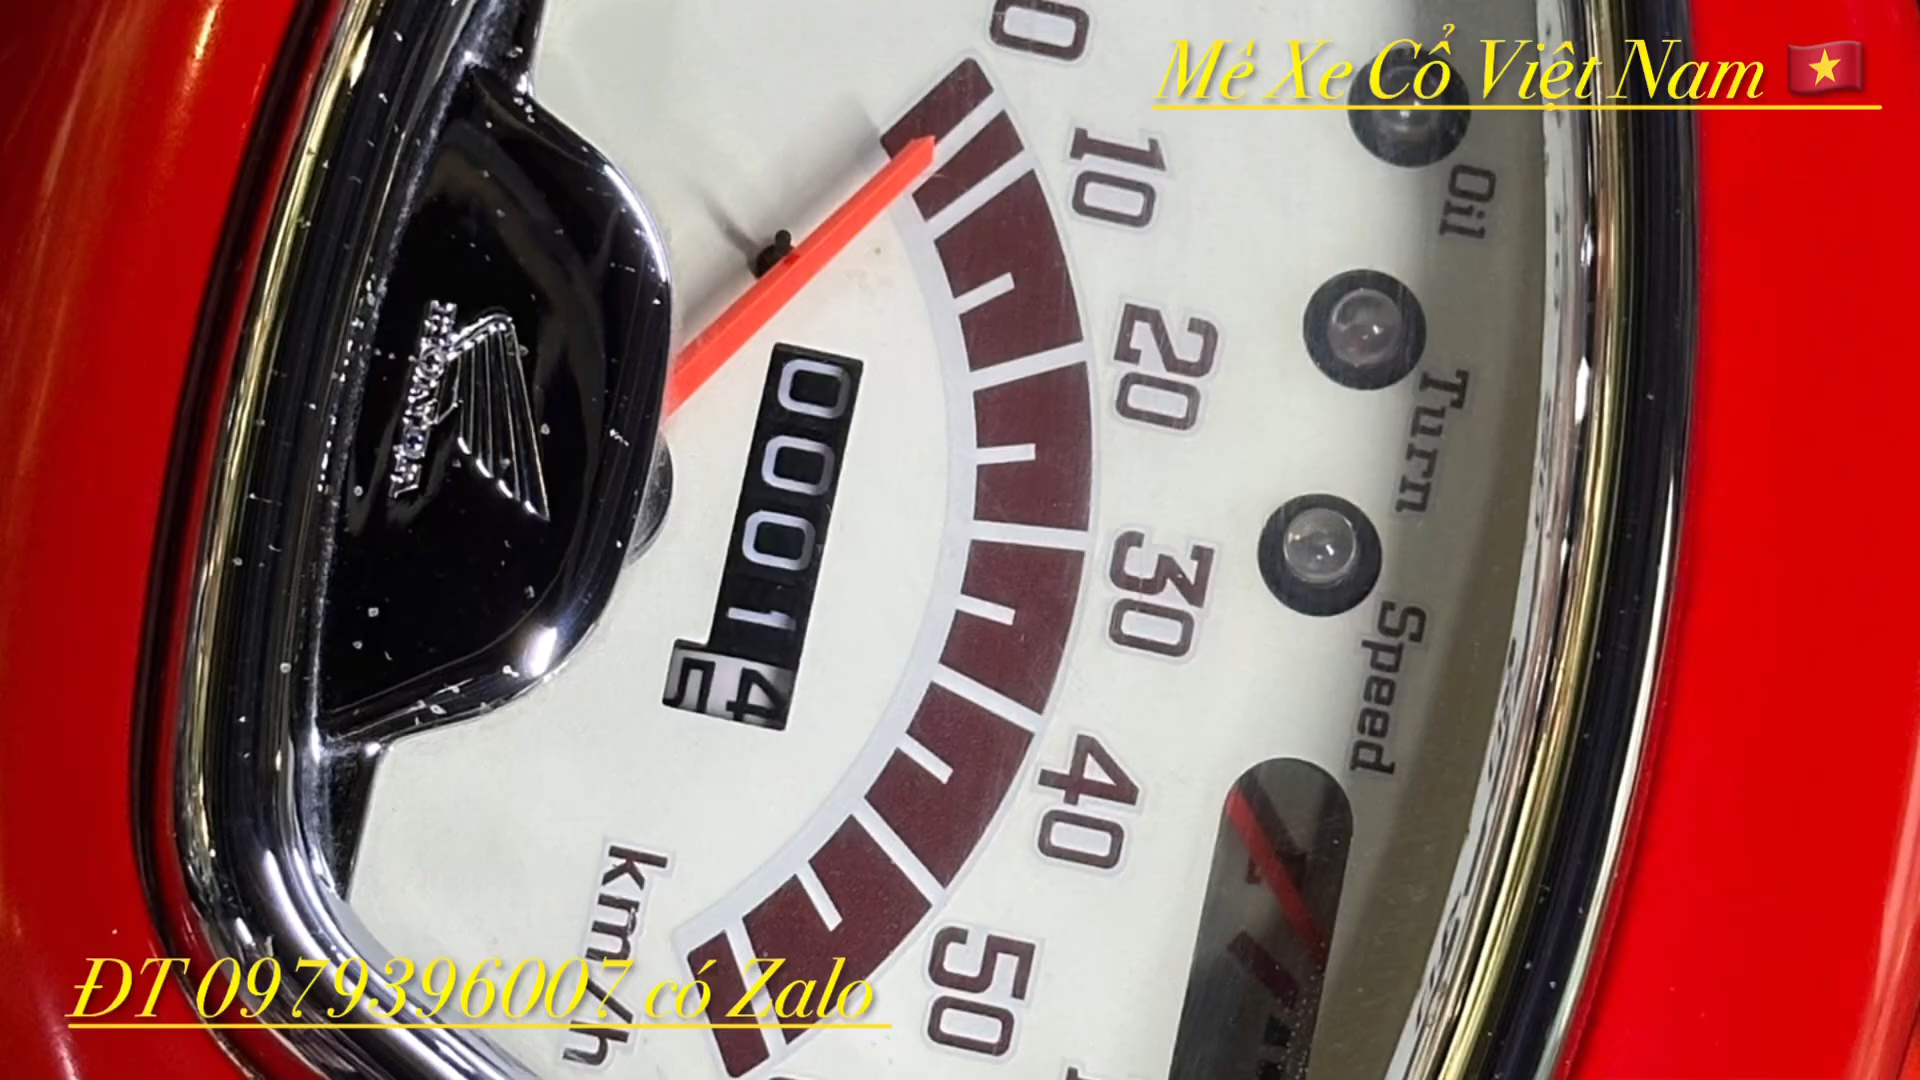 Mê Xe Cổ Việt Nam 🇻🇳
0
10
20
30
40
50
km/h
Oil
Turn
Speed
HONDA
0001
ĐT 0979396007 có Zalo